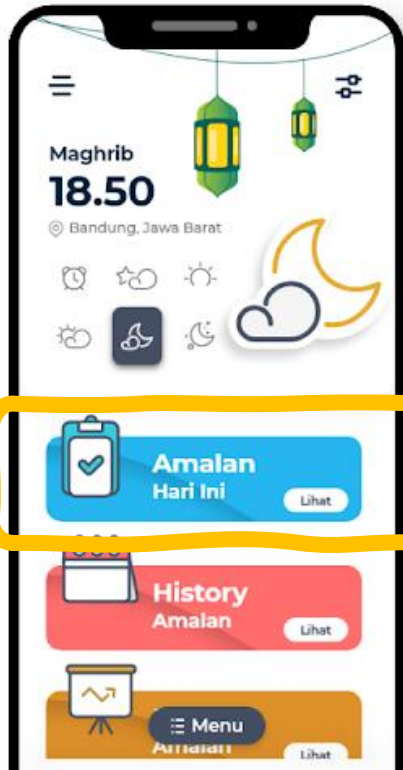 Maghrib
18.50
Bandung, Jawa Barat
Amalan
Hari Ini
Lihat
History
Amalan
Lihat
Menu
Amalan
Lihat